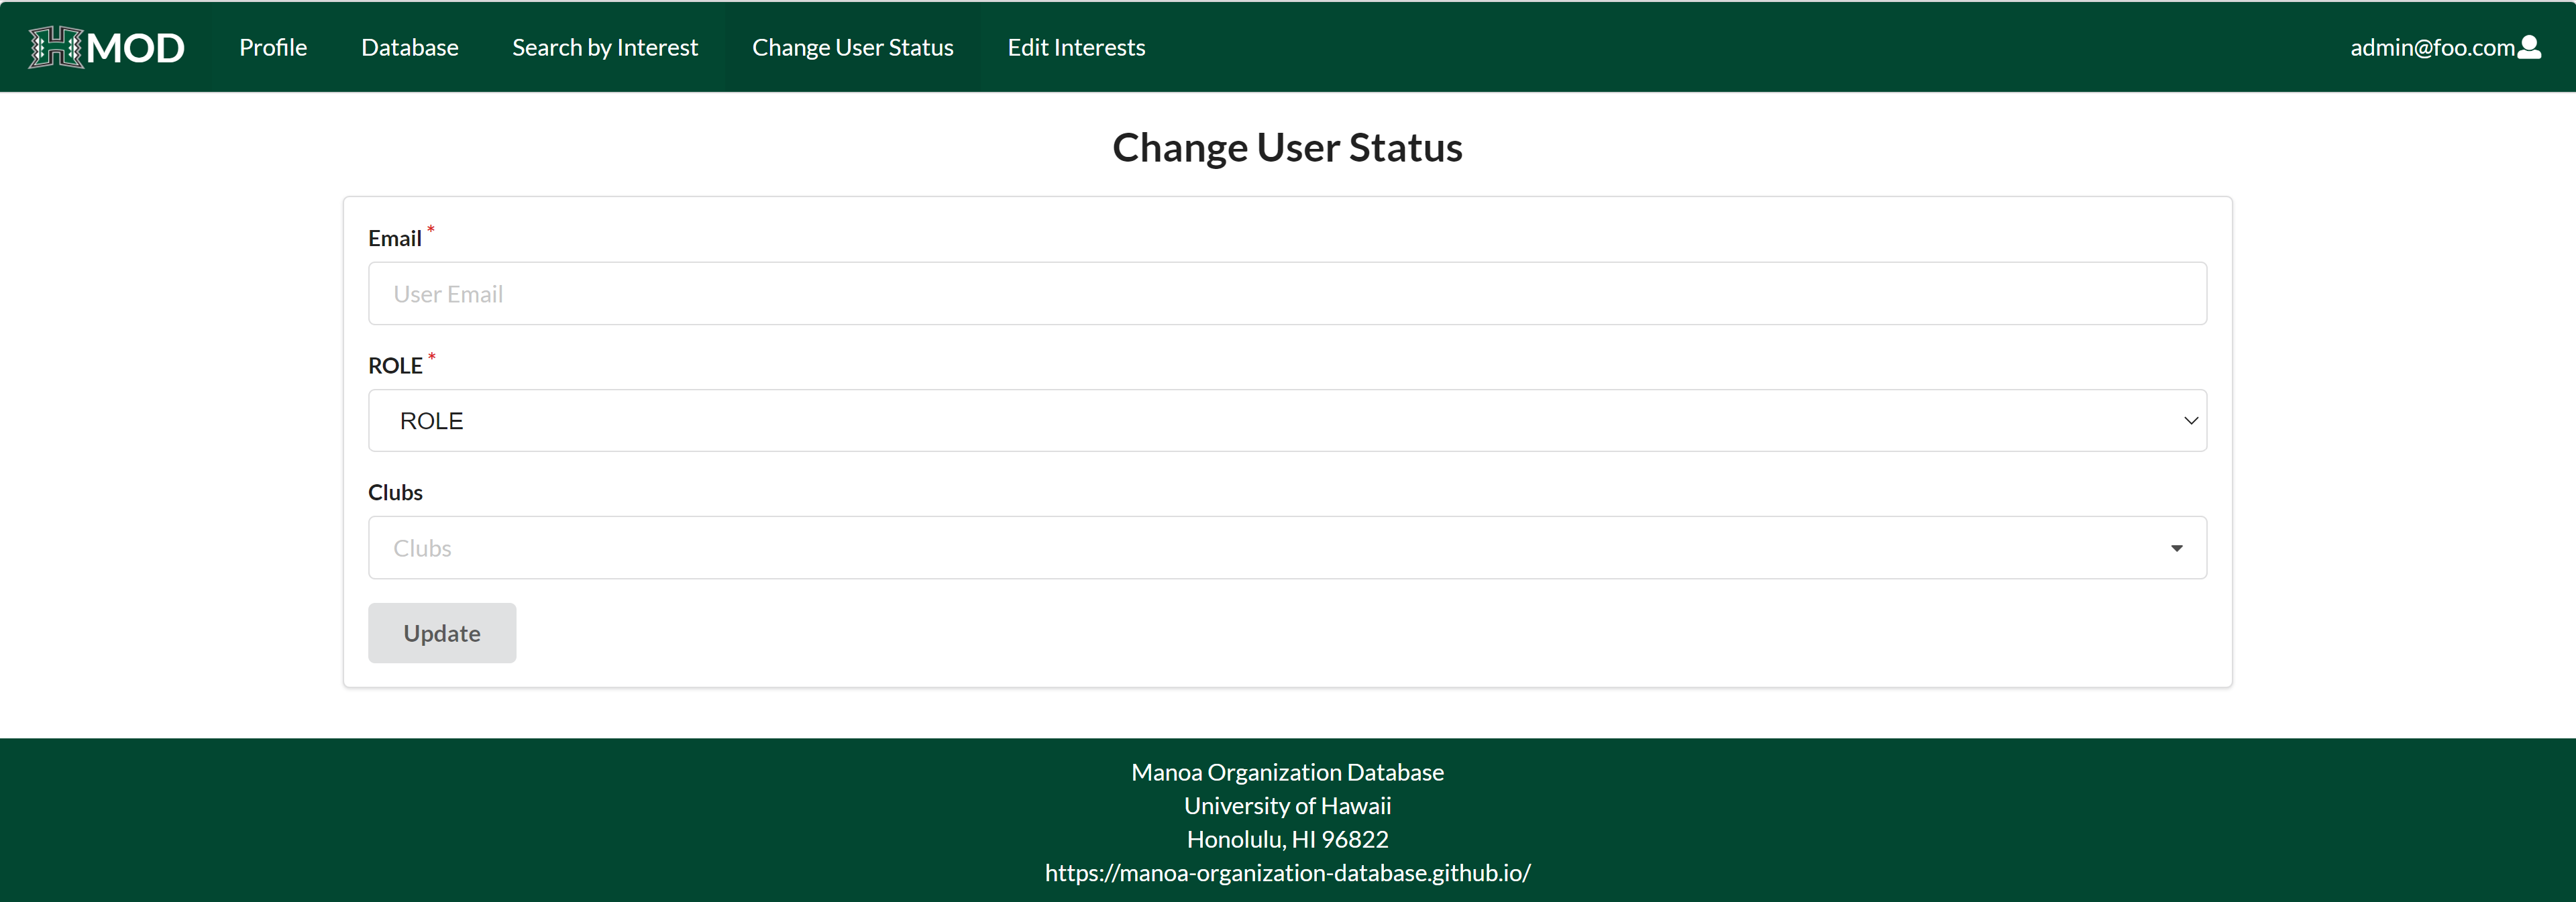 H MOD Profile Database Search by Interest Change User Status Edit Interests admin@foo.com
Change User Status
Email *
User Email
ROLE *
ROLE
Clubs
Clubs
Update
Manoa Organization Database
University of Hawaii
Honolulu, HI 96822
https://manoa-organization-database.github.io/